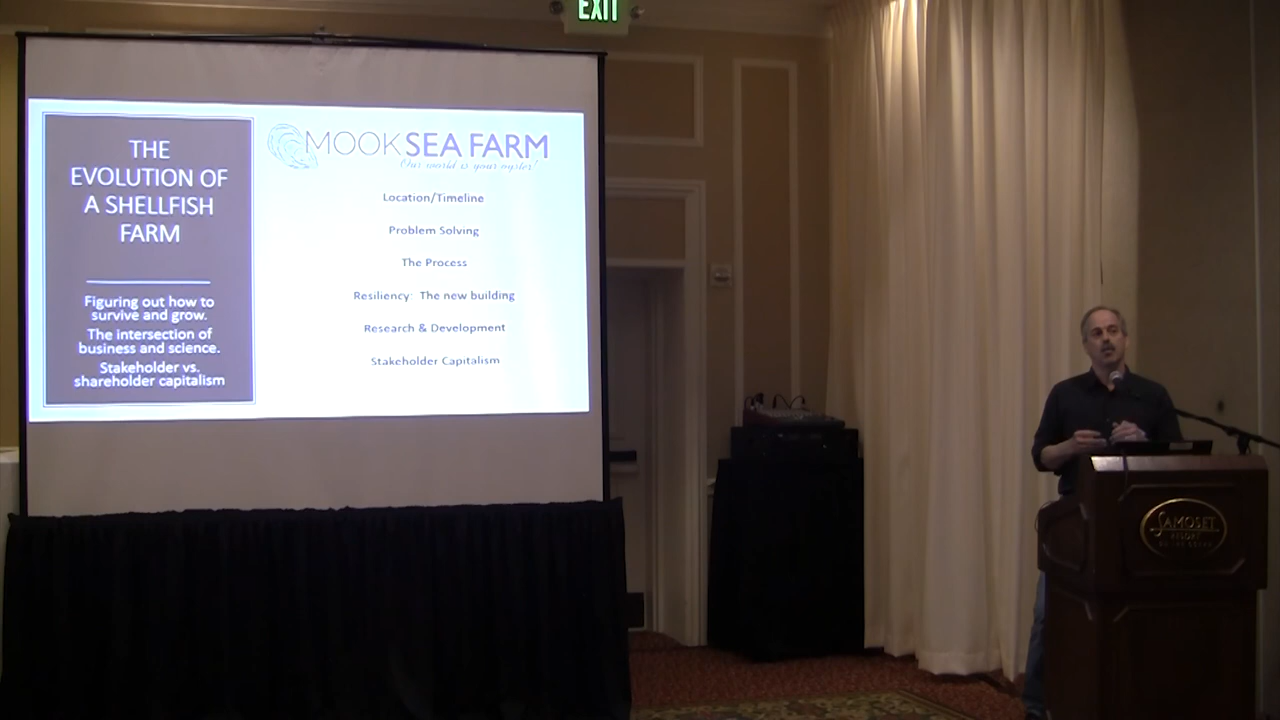 EXIT
THE
EVOLUTION OF
A SHELLFISH
FARM
Figuring out how to
survive and grow.
The intersection of
business and science.
Stakeholder vs.
shareholder capitalism
MOOK SEA FARM
Our world is your oyster!
Location/Timeline
Problem Solving
The Process
Resiliency: The new building
Research & Development
Stakeholder Capitalism
SAMOSET
RESORT